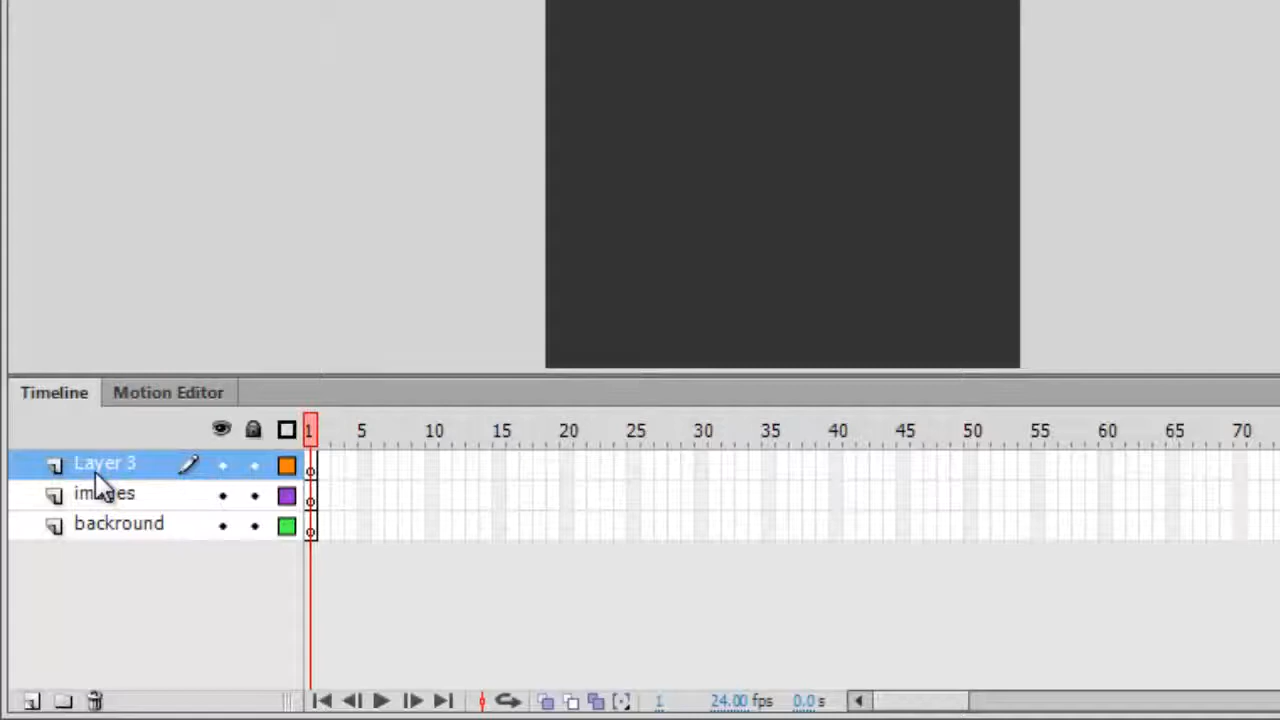 Timeline Motion Editor
1 5 10 15 20 25 30 35 40 45 50 55 60 65 70
Layer 3
images
backround
1 24.00 fps 0.0 s